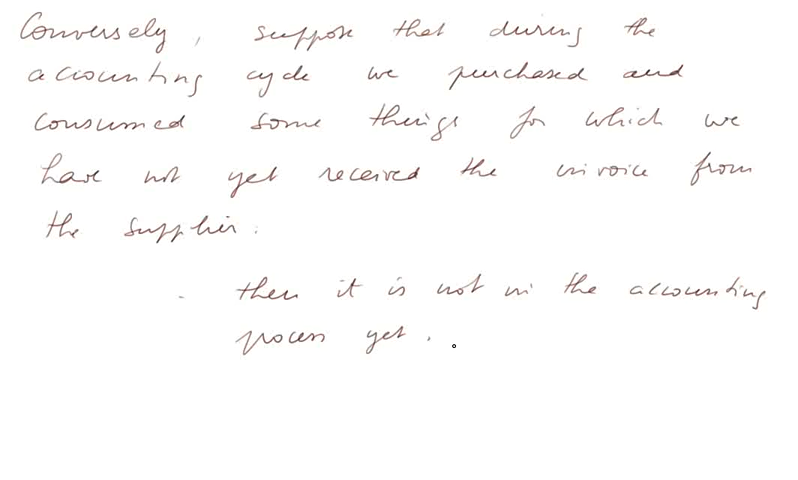 Conversely, suppose that during the
accounting cycle we purchased and
consumed some things for which we
have not yet received the invoice from
the supplier.
- then it is not in the accounting
process yet.